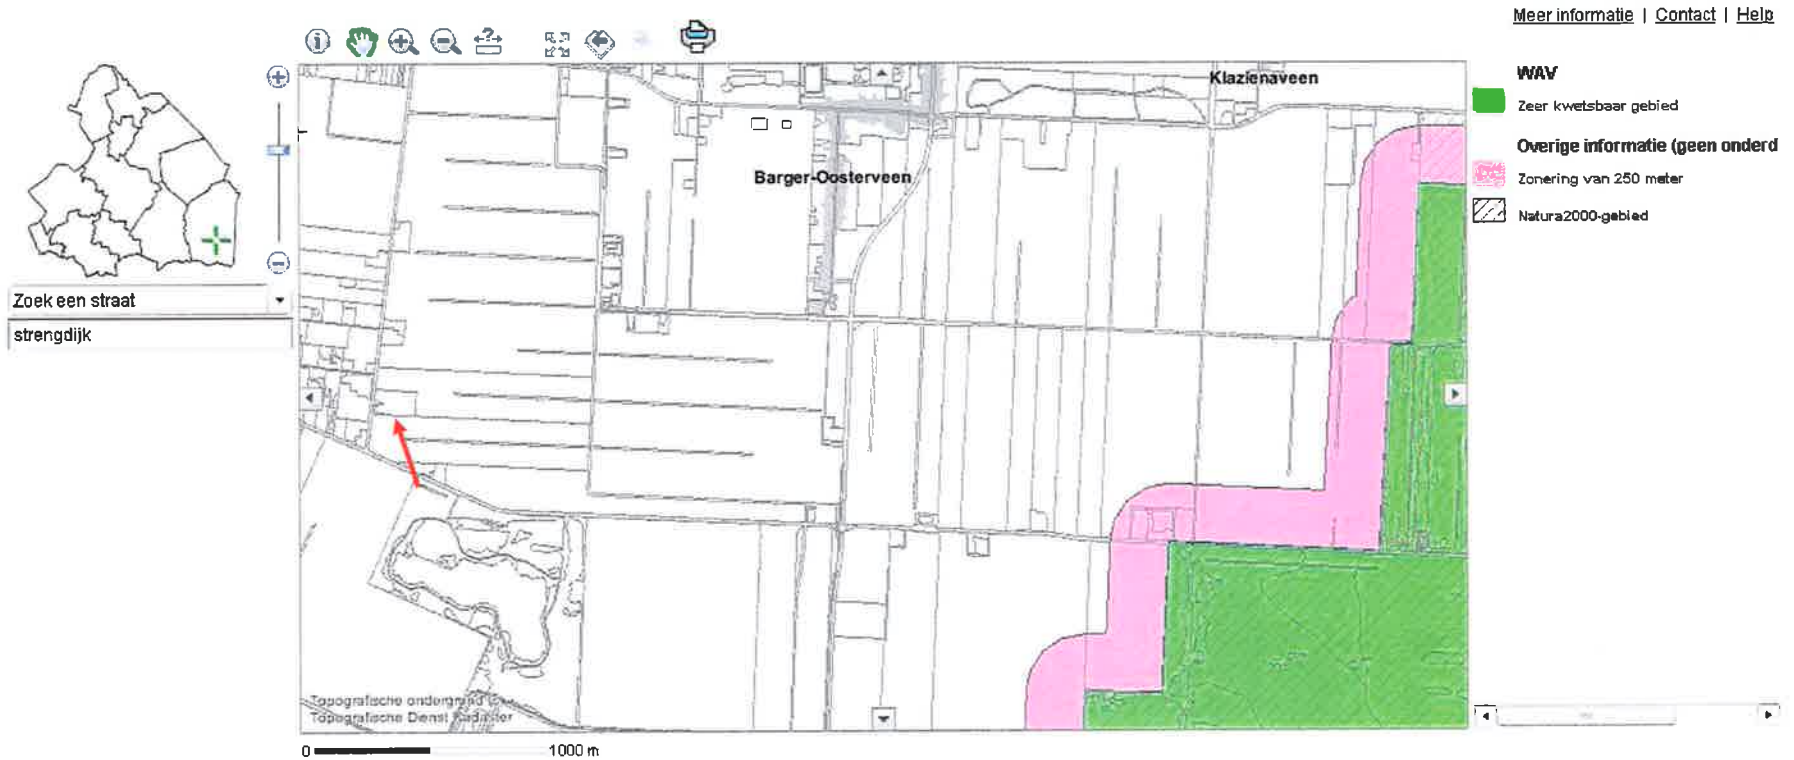 Meer informatie | Contact | Help
Klazienaveen
Barger-Oosterveen
WAV
Zeer kwetsbaar gebied
Overige informatie (geen onderd
Zonering van 250 meter
Natura2000-gebied
Zoek een straat
strengdijk
Topografische ondergrond
Topografische Dienst Kadaster
0 1000 m